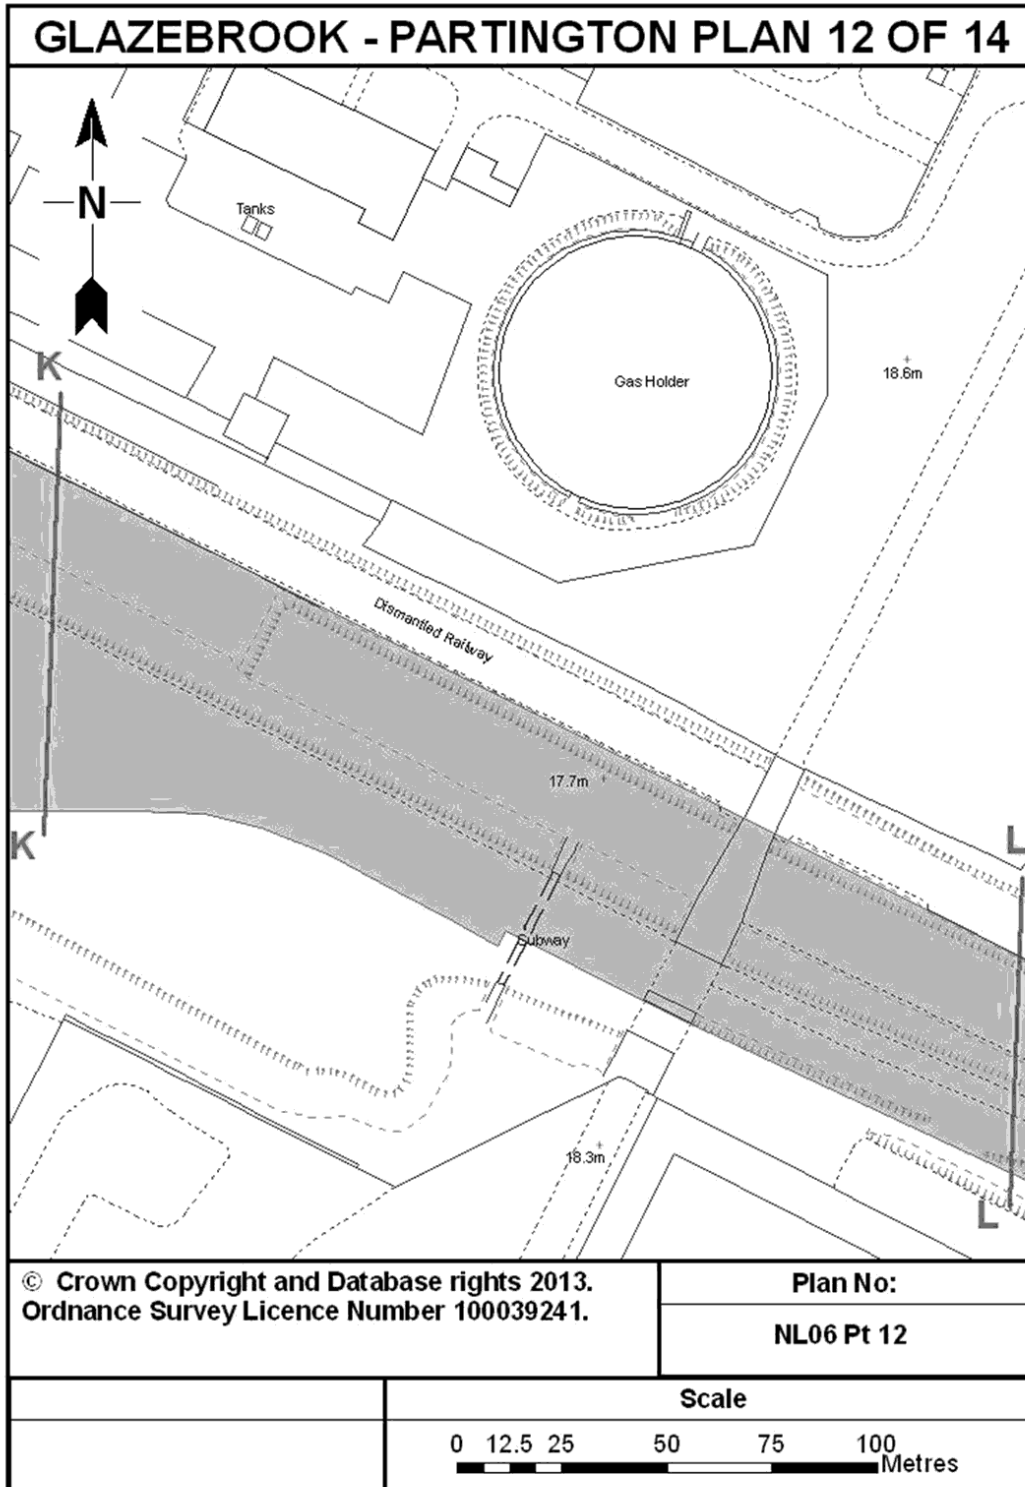 GLAZEBROOK - PARTINGTON PLAN 12 OF 14
N
Tanks
K
Gas Holder
18.6m
Dismantled Railway
17.7m
K
L
Subway
18.3m
L
© Crown Copyright and Database rights 2013.
Ordnance Survey Licence Number 100039241.
Plan No:
NL06 Pt 12
Scale
0 12.5 25 50 75 100
Metres